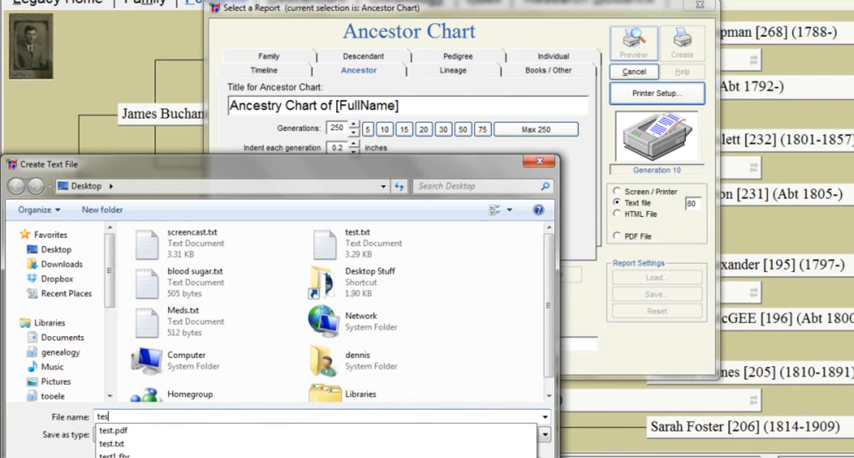 Legacy Home
Family
Select a Report (current selection is: Ancestor Chart)
Ancestor Chart
Family
Descendant
Pedigree
Individual
Timeline
Ancestor
Lineage
Books / Other
Title for Ancestor Chart:
Ancestry Chart of [FullName]
Generations: 250 5 10 15 20 30 50 75 Max 250
Indent each generation 0.2 inches
Preview
Create
Cancel
Help
Printer Setup...
Generation 10
Screen / Printer
Text file 80
HTML File
PDF File
Report Settings
Load...
Save...
Reset
James Buchan
pman [268] (1788-)
Abt 1792-)
lett [232] (1801-1857)
on [231] (Abt 1805-)
xander [195] (1797-)
cGEE [196] (Abt 1800
nes [205] (1810-1891)
Sarah Foster [206] (1814-1909)
Create Text File
Desktop
Search Desktop
Organize
New folder
Favorites
Desktop
Downloads
Dropbox
Recent Places
Libraries
Documents
genealogy
Music
Pictures
tooele
screencast.txt
Text Document
3.31 KB
test.txt
Text Document
3.29 KB
blood sugar.txt
Text Document
505 bytes
Desktop Stuff
Shortcut
1.90 KB
Meds.txt
Text Document
512 bytes
Network
System Folder
Computer
System Folder
dennis
System Folder
Homegroup
Libraries
File name: tes
test.pdf
test.txt
Save as type: